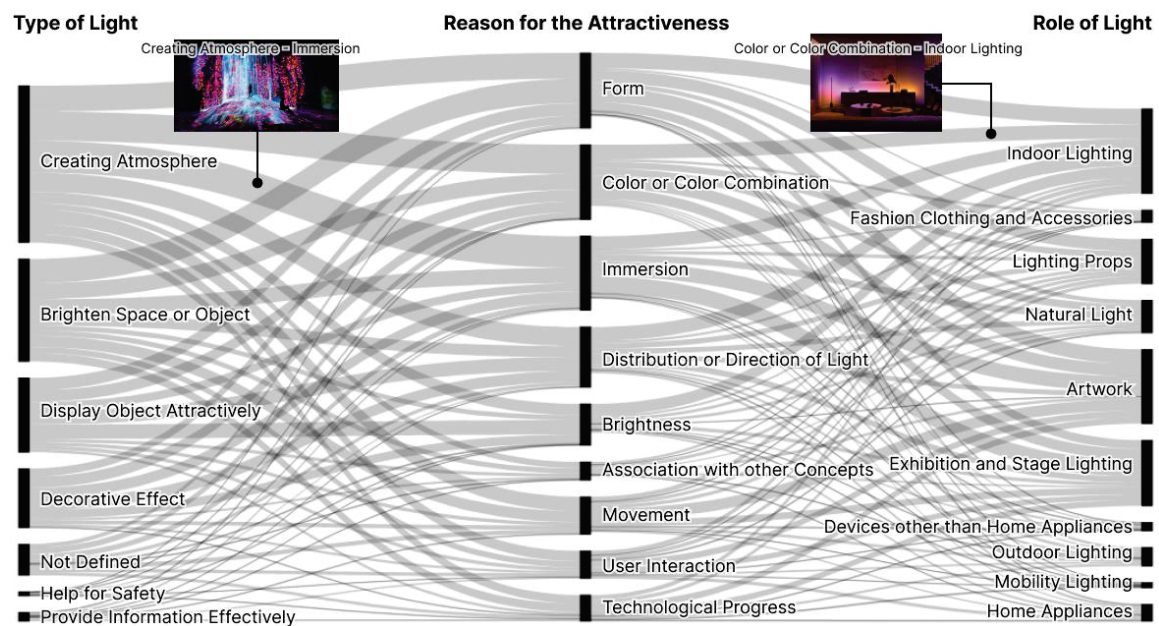 Type of Light
Reason for the Attractiveness
Role of Light
Creating Atmosphere - Immersion
Color or Color Combination - Indoor Lighting
Creating Atmosphere
Brighten Space or Object
Display Object Attractively
Decorative Effect
Not Defined
Help for Safety
Provide Information Effectively
Form
Color or Color Combination
Immersion
Distribution or Direction of Light
Brightness
Association with other Concepts
Movement
User Interaction
Technological Progress
Indoor Lighting
Fashion Clothing and Accessories
Lighting Props
Natural Light
Artwork
Exhibition and Stage Lighting
Devices other than Home Appliances
Outdoor Lighting
Mobility Lighting
Home Appliances